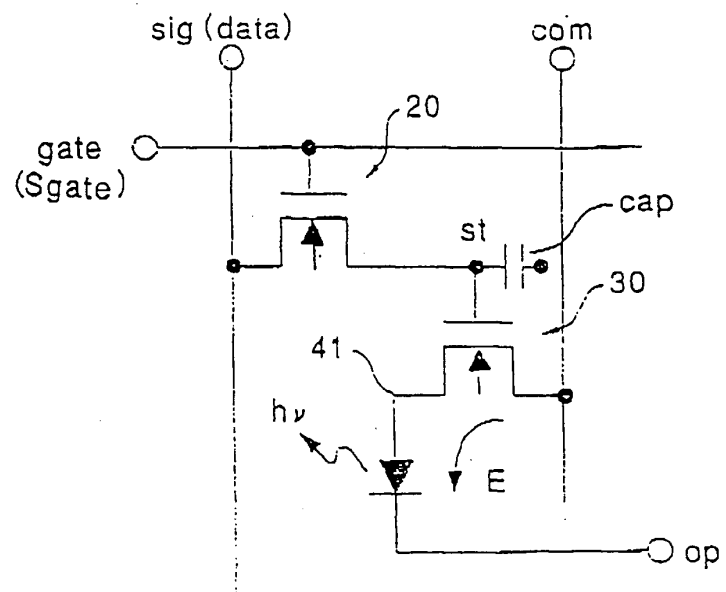 sig (data)
com
20
gate
(Sgate)
cap
st
30
41
hν
E
op